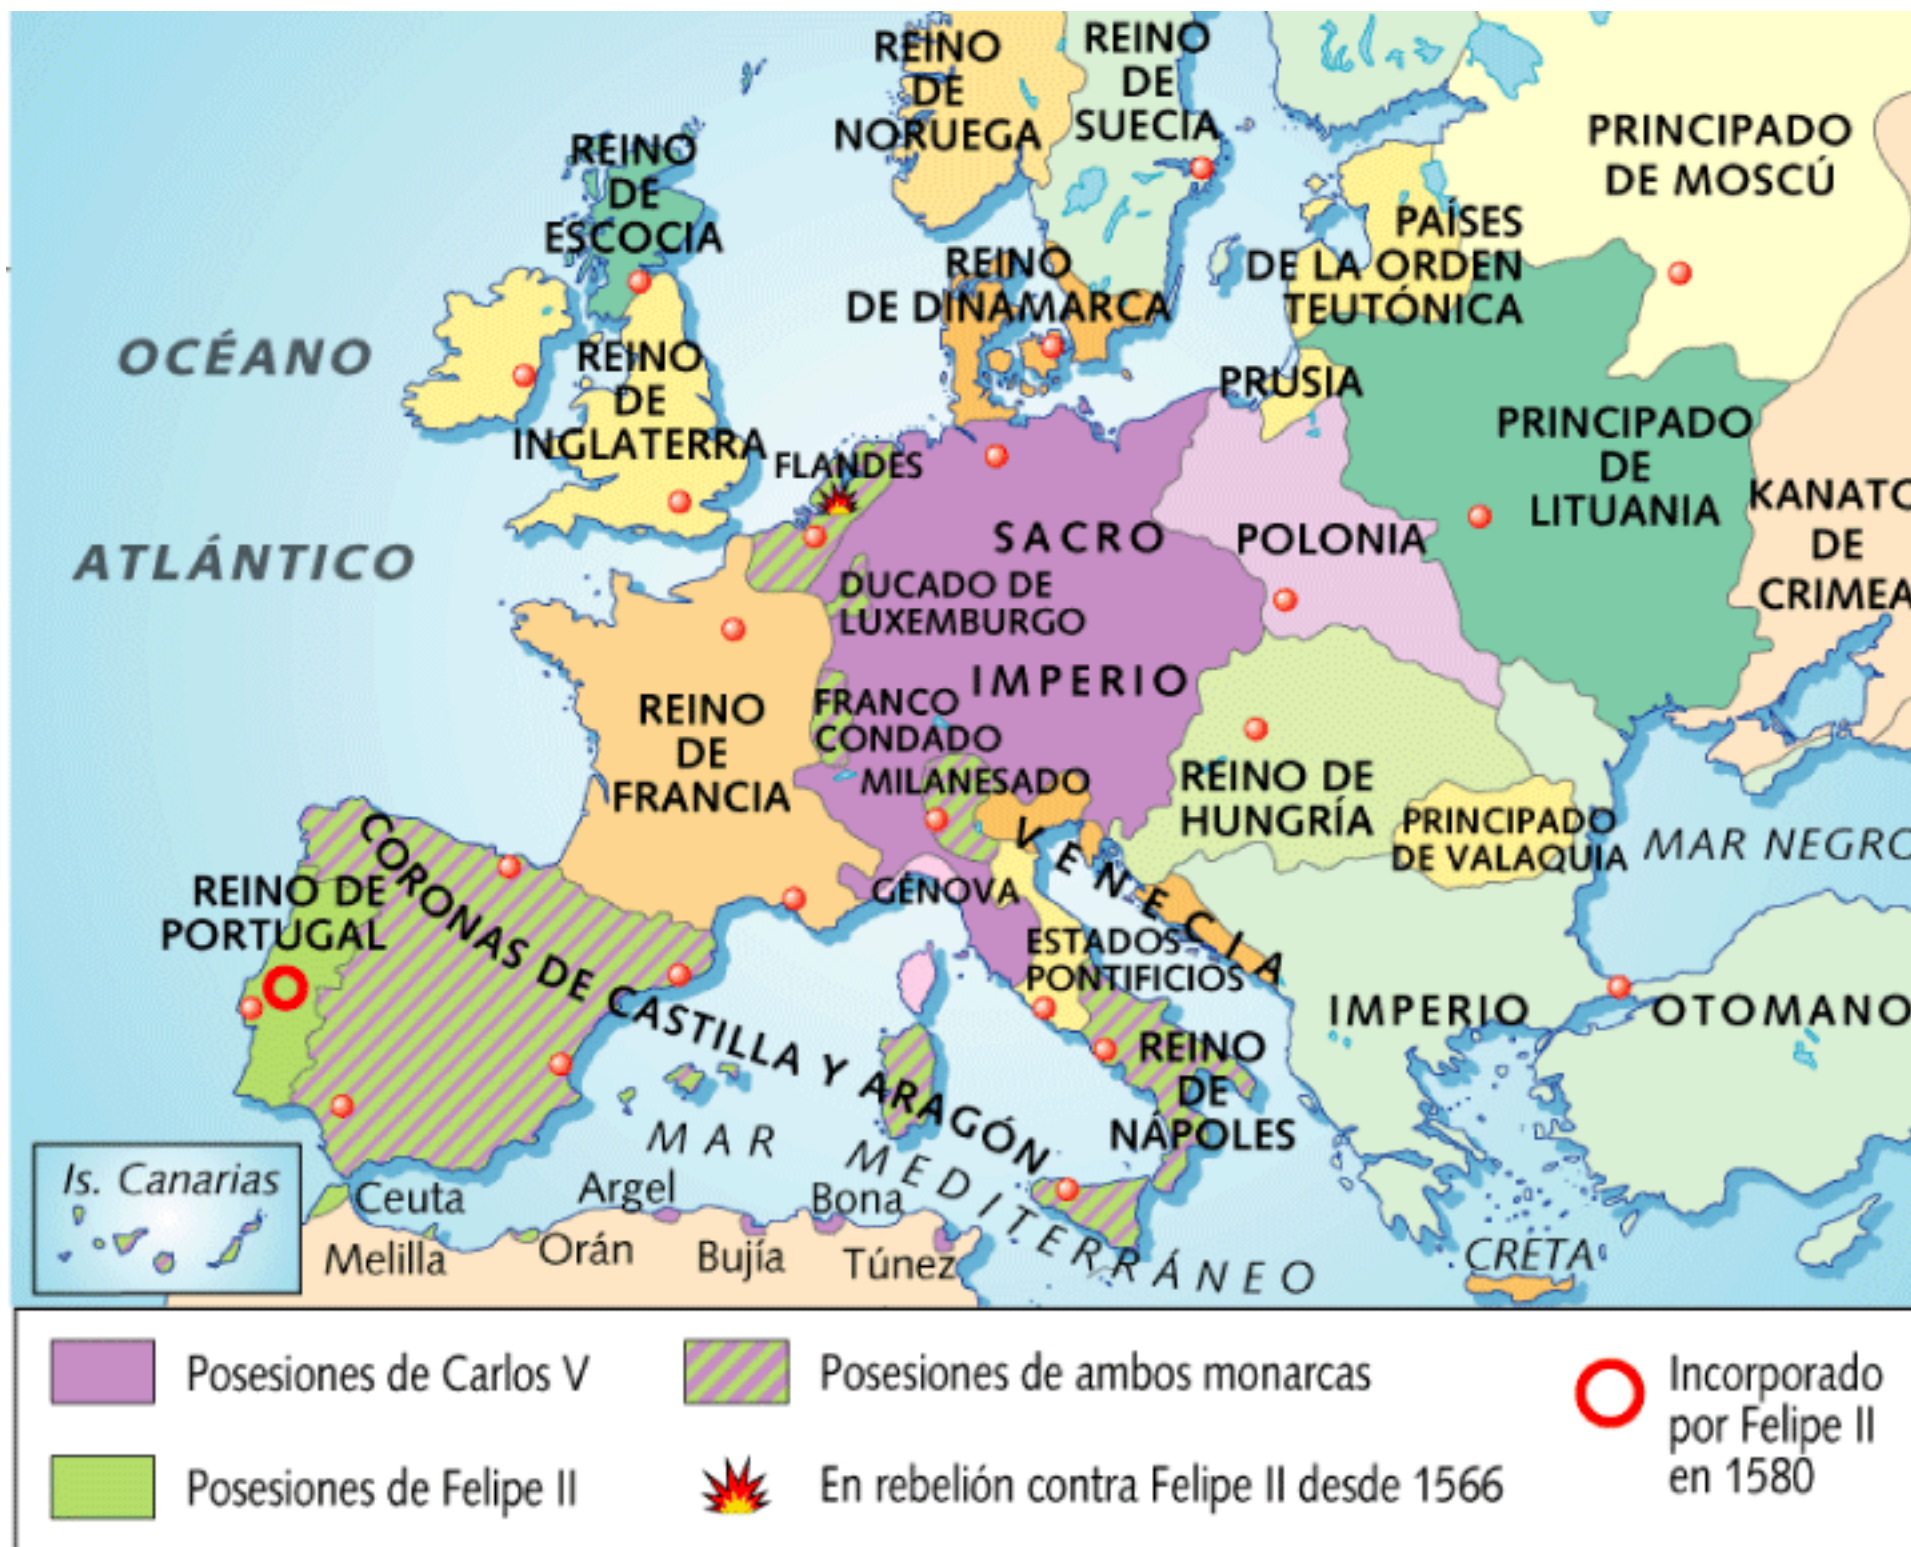 REINO
DE
NORUEGA
REINO
DE
SUECIA
PRINCIPADO
DE MOSCÚ
REINO
DE
ESCOCIA
PAÍSES
DE LA ORDEN
TEUTÓNICA
REINO
DE DINAMARCA
OCÉANO
ATLÁNTICO
REINO
DE
INGLATERRA
PRUSIA
PRINCIPADO
DE
LITUANIA
FLANDES
KANATO
DE
CRIMEA
SACRO
IMPERIO
POLONIA
DUCADO DE
LUXEMBURGO
REINO
DE
FRANCIA
FRANCO
CONDADO
MILANESADO
REINO DE
HUNGRÍA
PRINCIPADO
DE VALAQUIA
MAR NEGRO
VENECIA
GÉNOVA
REINO DE
PORTUGAL
CORONAS DE CASTILLA Y ARAGÓN
ESTADOS
PONTIFICIOS
IMPERIO OTOMANO
REINO
DE
NÁPOLES
MAR MEDITERRÁNEO
Is. Canarias
Ceuta
Argel
Bona
Melilla
Orán
Bujía
Túnez
CRETA
Posesiones de Carlos V
Posesiones de Felipe II
Posesiones de ambos monarcas
En rebelión contra Felipe II desde 1566
Incorporado
por Felipe II
en 1580